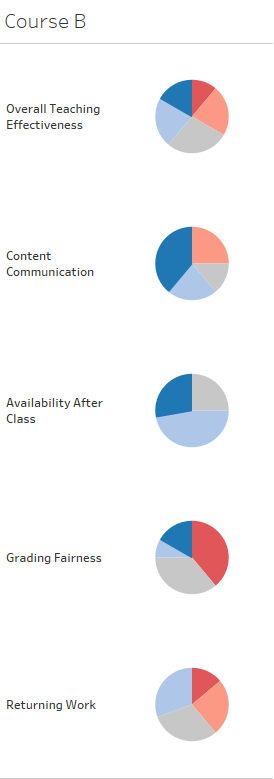 Course B
Overall Teaching
Effectiveness
Content
Communication
Availability After
Class
Grading Fairness
Returning Work